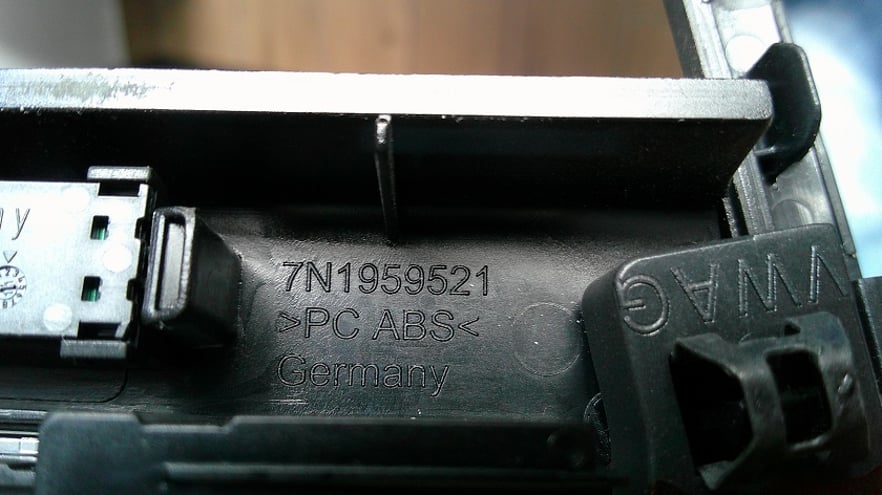 7N1959521
>PC ABS<
Germany
VWAG